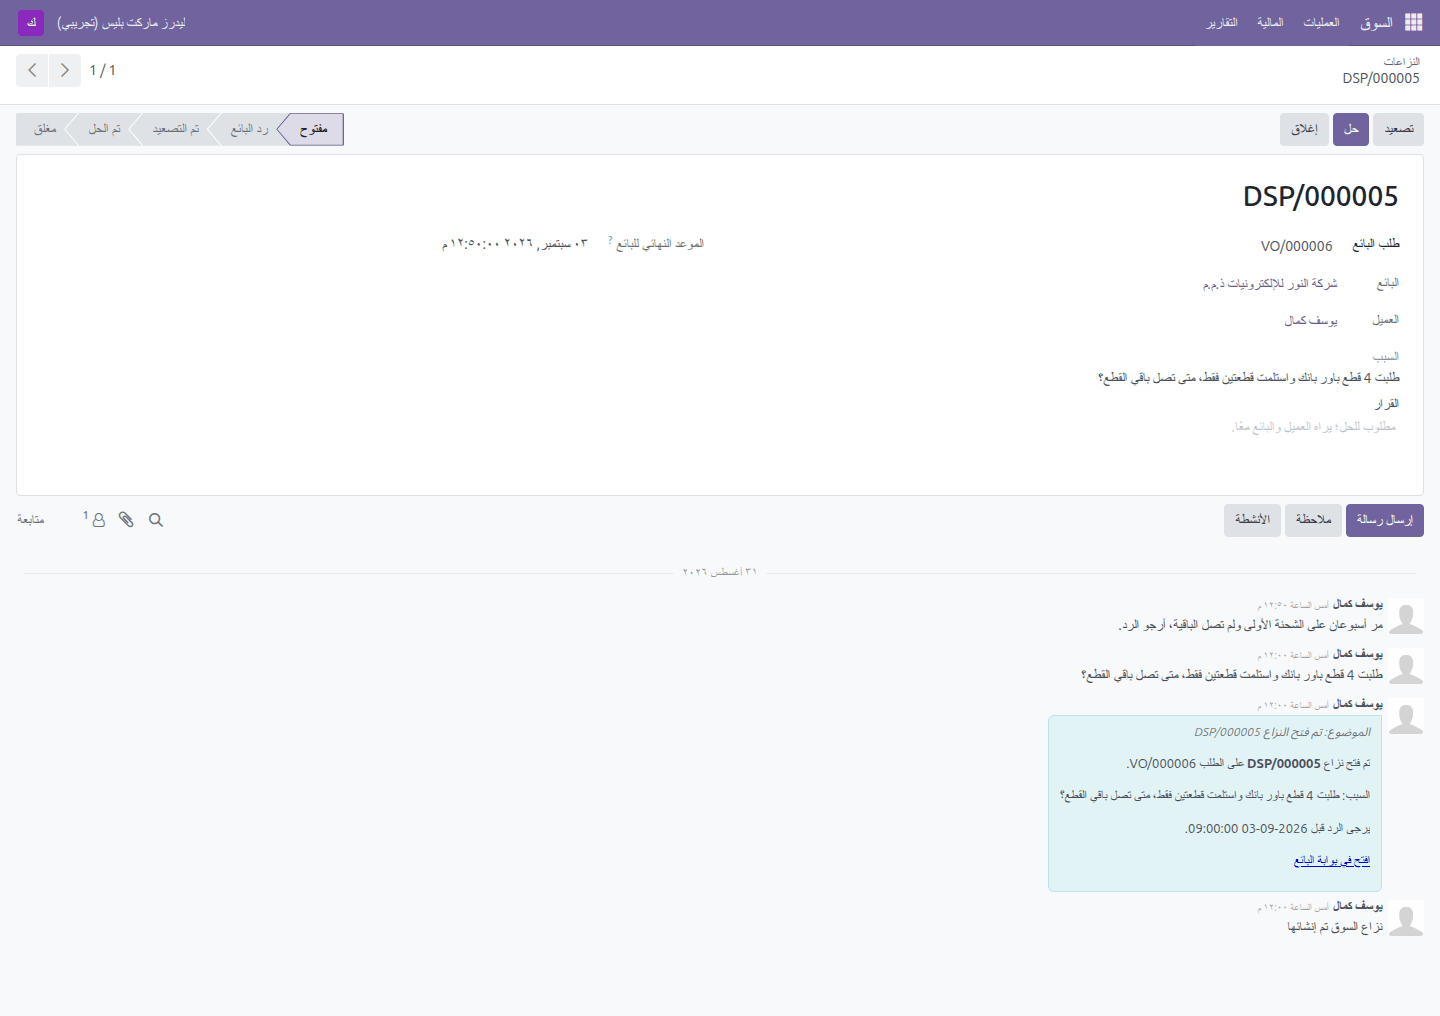 السوق
العمليات
المالية
التقارير
ليدرز ماركت بليس (تجريبي)
ك
النزاعات
DSP/000005
1 / 1
تصعيد
حل
إغلاق
مفتوح
رد البائع
تم التصعيد
تم الحل
مغلق
DSP/000005
طلب البائع VO/000006
الموعد النهائي للبائع ? ٠٣ سبتمبر, ٢٠٢٦ ١٢:٥٠:٠٠ م
البائع شركة النور للإلكترونيات ذ.م.م
العميل يوسف كمال
السبب
طلبت 4 قطع باور بانك واستلمت قطعتين فقط، متى تصل باقي القطع؟
القرار
مطلوب للحل؛ يراه العميل والبائع معًا.
إرسال رسالة
ملاحظة
الأنشطة
1
متابعة
٣١ أغسطس ٢٠٢٦
يوسف كمال أمس الساعة ١٢:٥٠ م
مر أسبوعان على الشحنة الأولى ولم تصل الباقية، أرجو الرد.
يوسف كمال أمس الساعة ١٢:٠٠ م
طلبت 4 قطع باور بانك واستلمت قطعتين فقط، متى تصل باقي القطع؟
يوسف كمال أمس الساعة ١٢:٠٠ م
الموضوع: تم فتح النزاع DSP/000005
تم فتح نزاع DSP/000005 على الطلب VO/000006.
السبب: طلبت 4 قطع باور بانك واستلمت قطعتين فقط، متى تصل باقي القطع؟
يرجى الرد قبل 2026-09-03 09:00:00.
افتح في بوابة البائع
يوسف كمال أمس الساعة ١٢:٠٠ م
نزاع السوق تم إنشائها